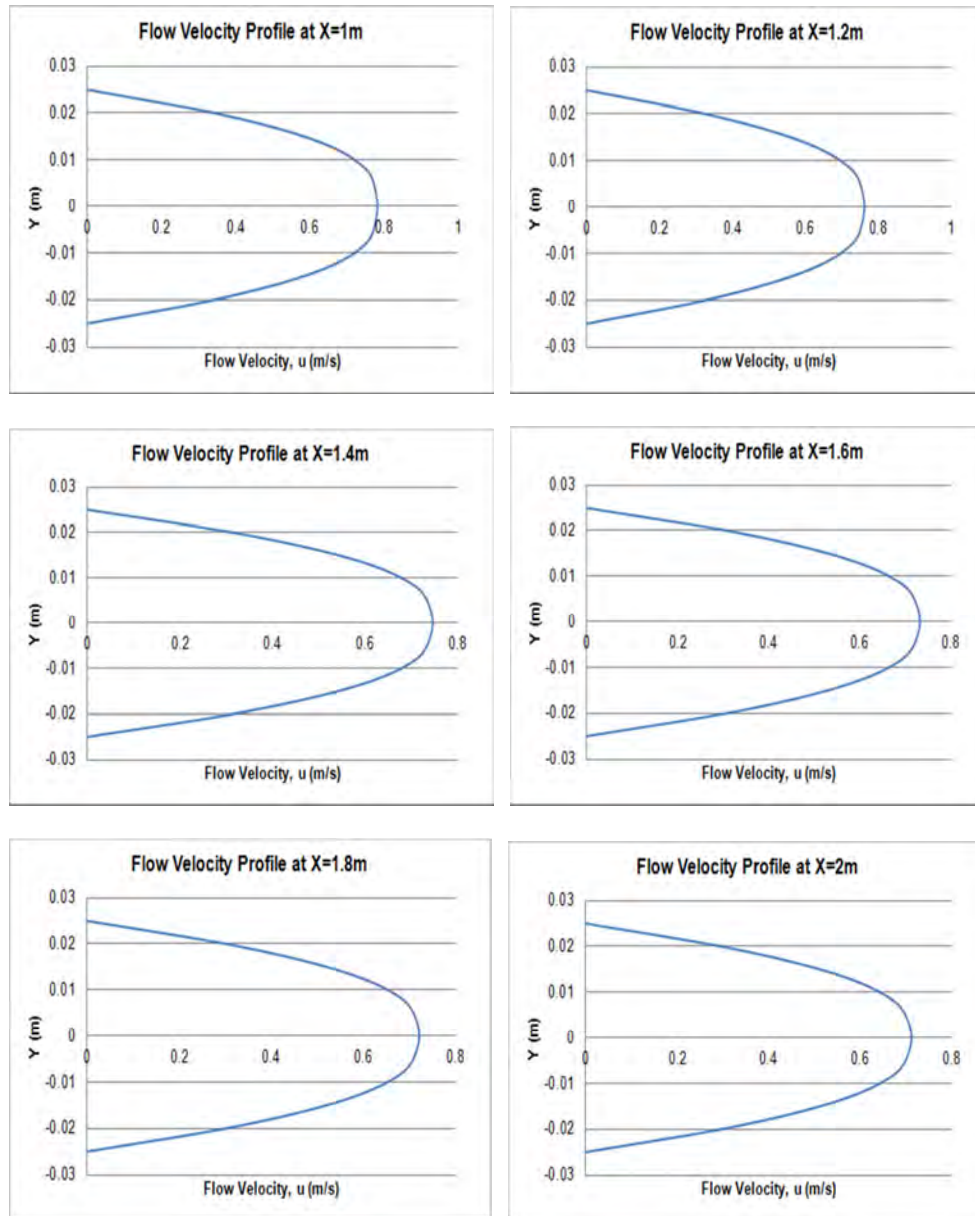 Flow Velocity Profile at X=1m
0.03
0.02
0.01
0
-0.01
-0.02
-0.03
0 0.2 0.4 0.6 0.8 1
Y (m)
Flow Velocity, u (m/s)
Flow Velocity Profile at X=1.2m
0.03
0.02
0.01
0
-0.01
-0.02
-0.03
0 0.2 0.4 0.6 0.8 1
Y (m)
Flow Velocity, u (m/s)
Flow Velocity Profile at X=1.4m
0.03
0.02
0.01
0
-0.01
-0.02
-0.03
0 0.2 0.4 0.6 0.8
Y (m)
Flow Velocity, u (m/s)
Flow Velocity Profile at X=1.6m
0.03
0.02
0.01
0
-0.01
-0.02
-0.03
0 0.2 0.4 0.6 0.8
Y (m)
Flow Velocity, u (m/s)
Flow Velocity Profile at X=1.8m
0.03
0.02
0.01
0
-0.01
-0.02
-0.03
0 0.2 0.4 0.6 0.8
Y (m)
Flow Velocity, u (m/s)
Flow Velocity Profile at X=2m
0.03
0.02
0.01
0
-0.01
-0.02
-0.03
0 0.2 0.4 0.6 0.8
Y (m)
Flow Velocity, u (m/s)